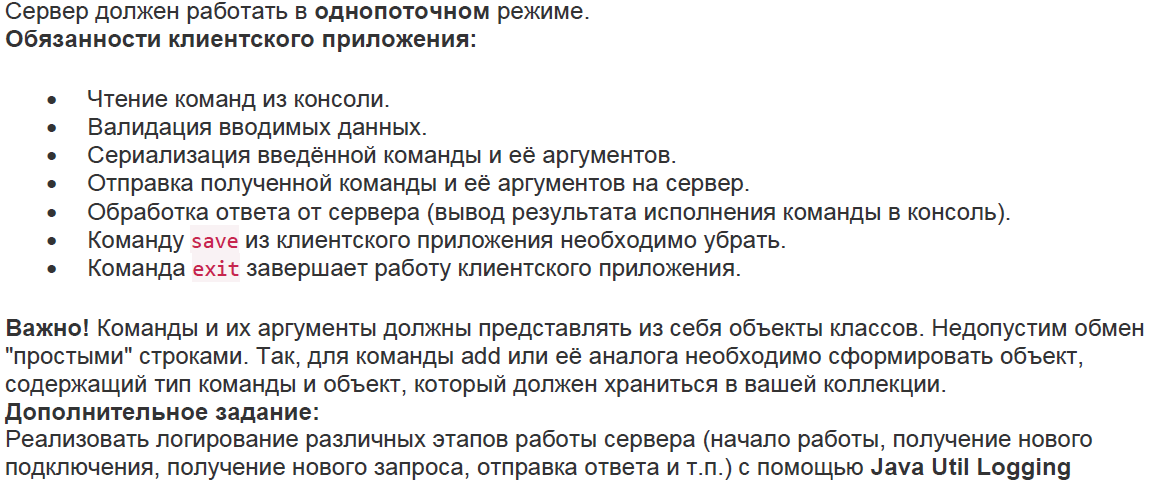 Сервер должен работать в однопоточном режиме.
Обязанности клиентского приложения:
• Чтение команд из консоли.
• Валидация вводимых данных.
• Сериализация введённой команды и её аргументов.
• Отправка полученной команды и её аргументов на сервер.
• Обработка ответа от сервера (вывод результата исполнения команды в консоль).
• Команду save из клиентского приложения необходимо убрать.
• Команда exit завершает работу клиентского приложения.
Важно! Команды и их аргументы должны представлять из себя объекты классов. Недопустим обмен
"простыми" строками. Так, для команды add или её аналога необходимо сформировать объект,
содержащий тип команды и объект, который должен храниться в вашей коллекции.
Дополнительное задание:
Реализовать логирование различных этапов работы сервера (начало работы, получение нового
подключения, получение нового запроса, отправка ответа и т.п.) с помощью Java Util Logging